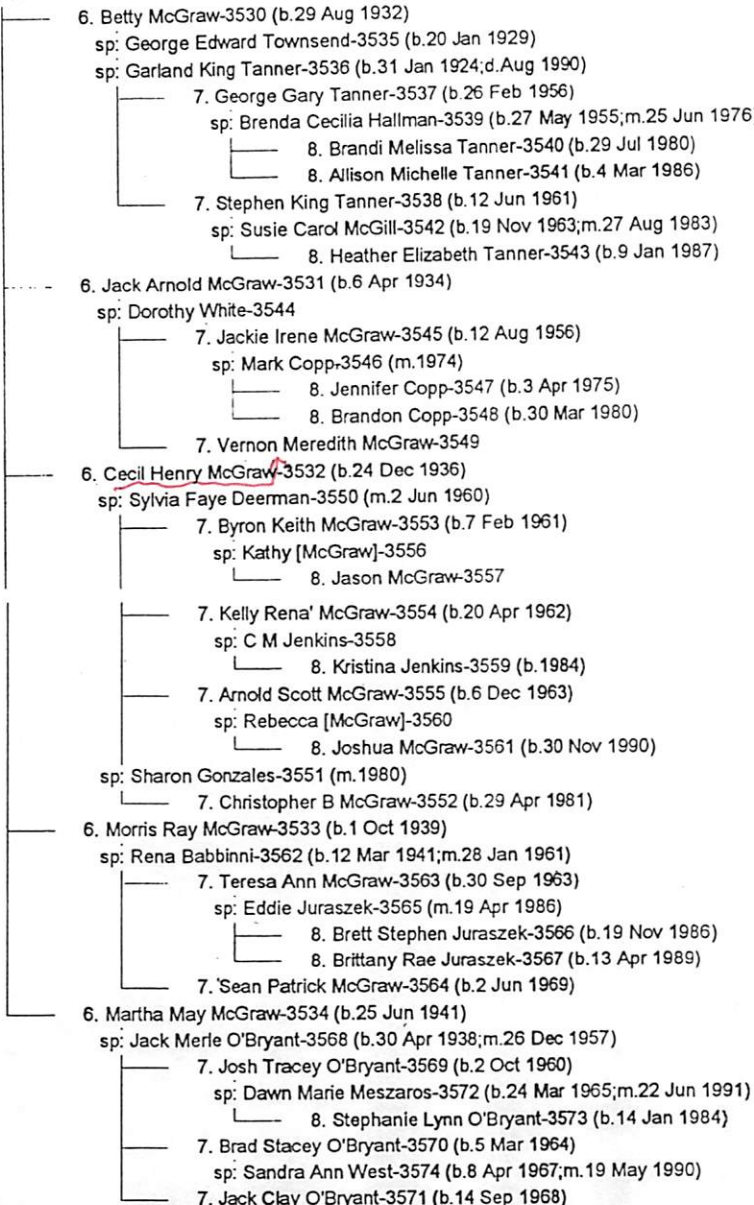 6. Betty McGraw-3530 (b.29 Aug 1932)
sp: George Edward Townsend-3535 (b.20 Jan 1929)
sp: Garland King Tanner-3536 (b.31 Jan 1924;d.Aug 1990)
7. George Gary Tanner-3537 (b.26 Feb 1956)
sp: Brenda Cecilia Hallman-3539 (b.27 May 1955;m.25 Jun 1976
8. Brandi Melissa Tanner-3540 (b.29 Jul 1980)
8. Allison Michelle Tanner-3541 (b.4 Mar 1986)
7. Stephen King Tanner-3538 (b.12 Jun 1961)
sp: Susie Carol McGill-3542 (b.19 Nov 1963;m.27 Aug 1983)
8. Heather Elizabeth Tanner-3543 (b.9 Jan 1987)
6. Jack Arnold McGraw-3531 (b.6 Apr 1934)
sp: Dorothy White-3544
7. Jackie Irene McGraw-3545 (b.12 Aug 1956)
sp: Mark Copp-3546 (m.1974)
8. Jennifer Copp-3547 (b.3 Apr 1975)
8. Brandon Copp-3548 (b.30 Mar 1980)
7. Vernon Meredith McGraw-3549
6. Cecil Henry McGraw-3532 (b.24 Dec 1936)
sp: Sylvia Faye Deerman-3550 (m.2 Jun 1960)
7. Byron Keith McGraw-3553 (b.7 Feb 1961)
sp: Kathy [McGraw]-3556
8. Jason McGraw-3557
7. Kelly Rena' McGraw-3554 (b.20 Apr 1962)
sp: C M Jenkins-3558
8. Kristina Jenkins-3559 (b.1984)
7. Arnold Scott McGraw-3555 (b.6 Dec 1963)
sp: Rebecca [McGraw]-3560
8. Joshua McGraw-3561 (b.30 Nov 1990)
sp: Sharon Gonzales-3551 (m.1980)
7. Christopher B McGraw-3552 (b.29 Apr 1981)
6. Morris Ray McGraw-3533 (b.1 Oct 1939)
sp: Rena Babbinni-3562 (b.12 Mar 1941;m.28 Jan 1961)
7. Teresa Ann McGraw-3563 (b.30 Sep 1963)
sp: Eddie Juraszek-3565 (m.19 Apr 1986)
8. Brett Stephen Juraszek-3566 (b.19 Nov 1986)
8. Brittany Rae Juraszek-3567 (b.13 Apr 1989)
7. Sean Patrick McGraw-3564 (b.2 Jun 1969)
6. Martha May McGraw-3534 (b.25 Jun 1941)
sp: Jack Merle O'Bryant-3568 (b.30 Apr 1938;m.26 Dec 1957)
7. Josh Tracey O'Bryant-3569 (b.2 Oct 1960)
sp: Dawn Marie Meszaros-3572 (b.24 Mar 1965;m.22 Jun 1991)
8. Stephanie Lynn O'Bryant-3573 (b.14 Jan 1984)
7. Brad Stacey O'Bryant-3570 (b.5 Mar 1964)
sp: Sandra Ann West-3574 (b.8 Apr 1967;m.19 May 1990)
7. Jack Clay O'Bryant-3571 (b.14 Sep 1968)